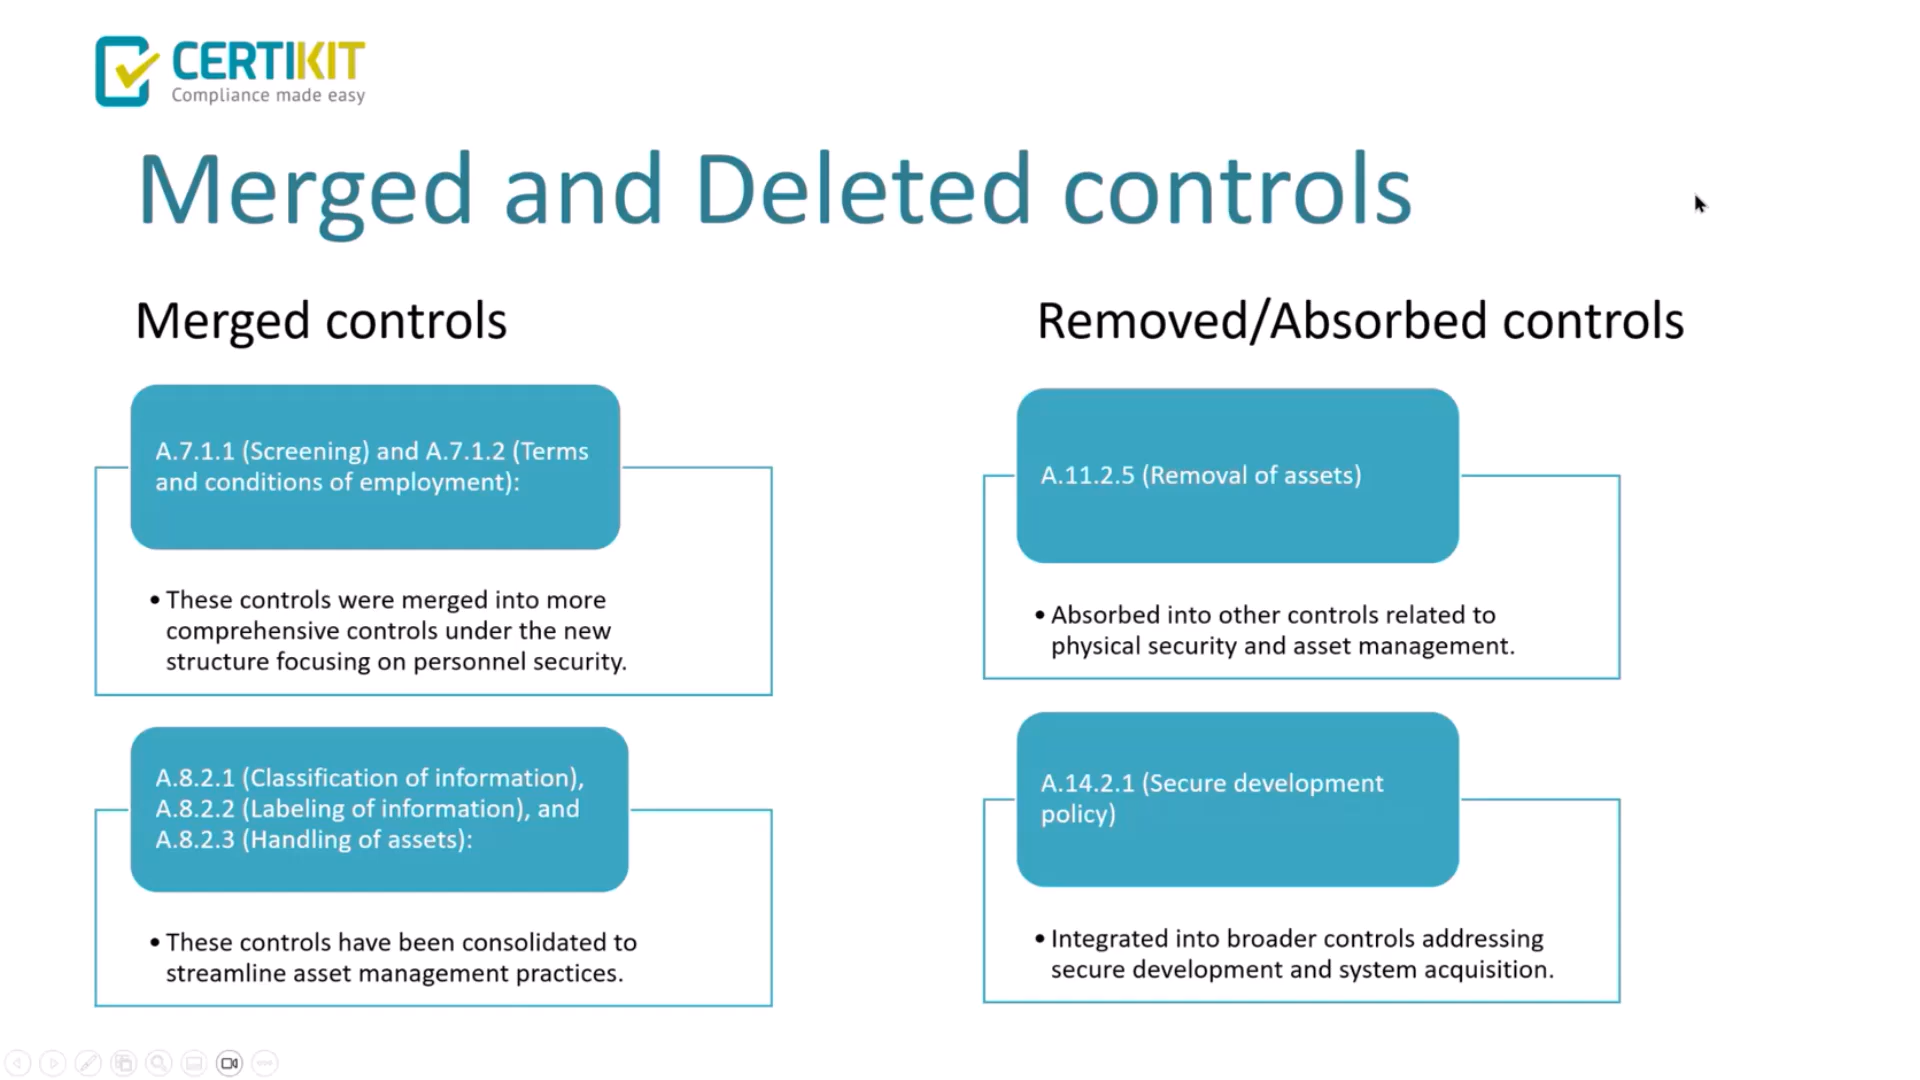 CERTIKIT
Compliance made easy
Merged and Deleted controls
Merged controls
A.7.1.1 (Screening) and A.7.1.2 (Terms
and conditions of employment):
• These controls were merged into more
comprehensive controls under the new
structure focusing on personnel security.
A.8.2.1 (Classification of information),
A.8.2.2 (Labeling of information), and
A.8.2.3 (Handling of assets):
• These controls have been consolidated to
streamline asset management practices.
Removed/Absorbed controls
A.11.2.5 (Removal of assets)
• Absorbed into other controls related to
physical security and asset management.
A.14.2.1 (Secure development
policy)
• Integrated into broader controls addressing
secure development and system acquisition.